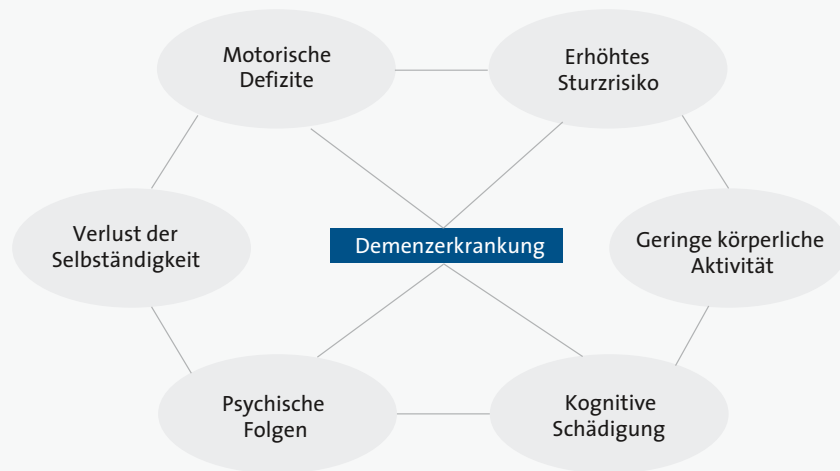 Motorische
Defizite
Erhöhtes
Sturzrisiko
Verlust der
Selbständigkeit
Demenzerkrankung
Geringe körperliche
Aktivität
Psychische
Folgen
Kognitive
Schädigung